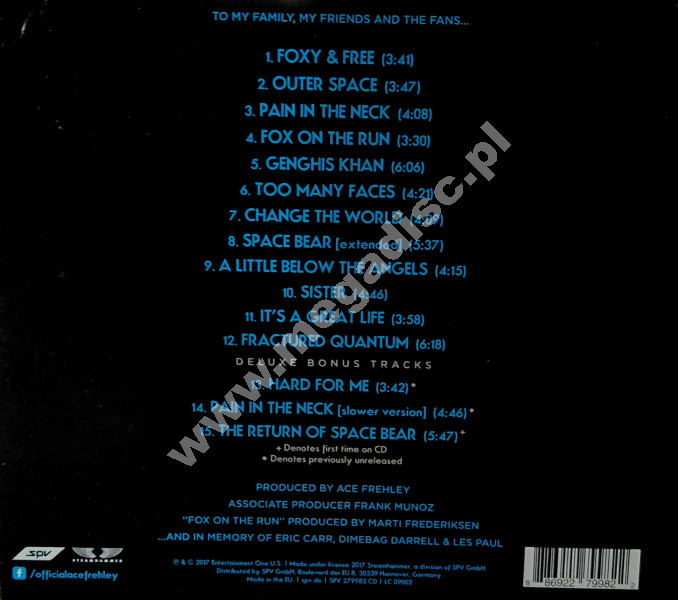 TO MY FAMILY, MY FRIENDS AND THE FANS...
1. FOXY & FREE (3:41)
2. OUTER SPACE (3:47)
3. PAIN IN THE NECK (4:08)
4. FOX ON THE RUN (3:30)
5. GENGHIS KHAN (6:06)
6. TOO MANY FACES (4:21)
7. CHANGE THE WORLD (4:09)
8. SPACE BEAR [extended] (5:37)
9. A LITTLE BELOW THE ANGELS (4:15)
10. SISTER (4:46)
11. IT'S A GREAT LIFE (3:58)
12. FRACTURED QUANTUM (6:18)
DELUXE BONUS TRACKS
13. HARD FOR ME (3:42)*
14. PAIN IN THE NECK [slower version] (4:46)*
15. THE RETURN OF SPACE BEAR (5:47)+
+ Denotes first time on CD
* Denotes previously unreleased
PRODUCED BY ACE FREHLEY
ASSOCIATE PRODUCER FRANK MUNOZ
"FOX ON THE RUN" PRODUCED BY MARTI FREDERIKSEN
...AND IN MEMORY OF ERIC CARR, DIMEBAG DARRELL & LES PAUL
spv STEAMHAMMER
f /officialacefrehley
℗ & © 2017 Entertainment One U.S. | Made under license 2017 Steamhammer, a division of SPV GmbH.
Distributed by SPV GmbH, Boulevard der EU 8, 30539 Hannover, Germany
Made in the EU. | spv.de | SPV 279982 CD | LC 09002
8 86922 79982 2
www.megadisc.pl